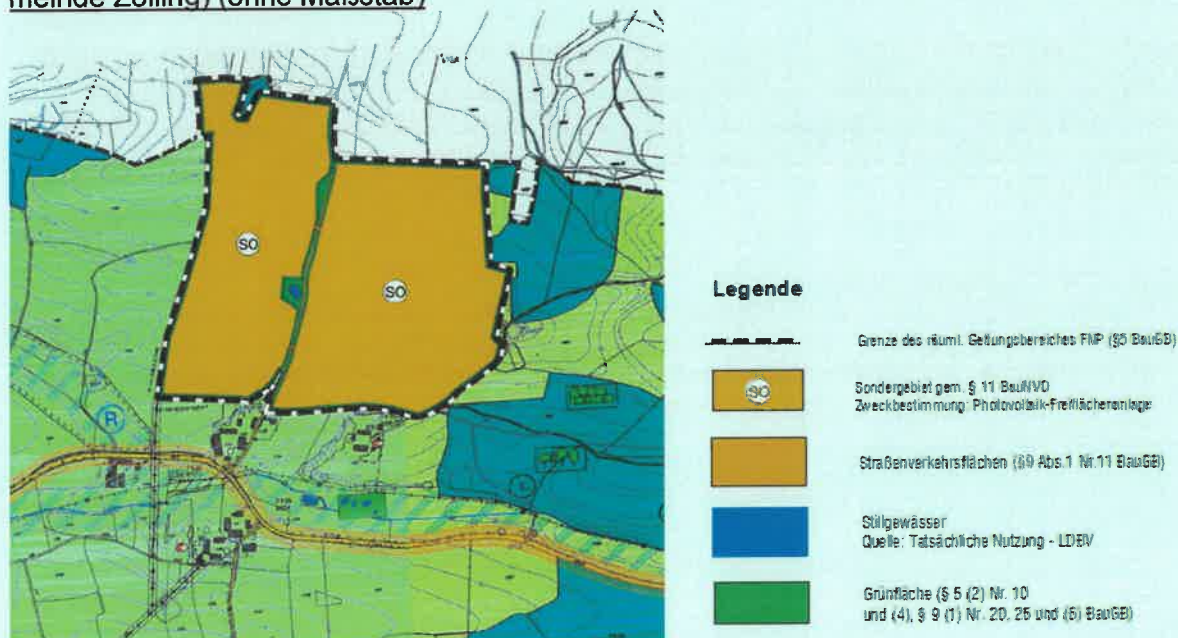 meinde Zolling) (ohne Maßstab)
SO
SO
R
Legende
Grenze des räuml. Geltungsbereiches FNP (§5 BauGB)
SO
Sondergebiet gem. § 11 BauNVO
Zweckbestimmung: Photovoltaik-Freiflächenanlage
Straßenverkehrsflächen (§9 Abs.1 Nr.11 BauGB)
Stillgewässer
Quelle: Tatsächliche Nutzung - LDBV
Grünfläche (§ 5 (2) Nr. 10
und (4), § 9 (1) Nr. 20, 25 und (6) BauGB)